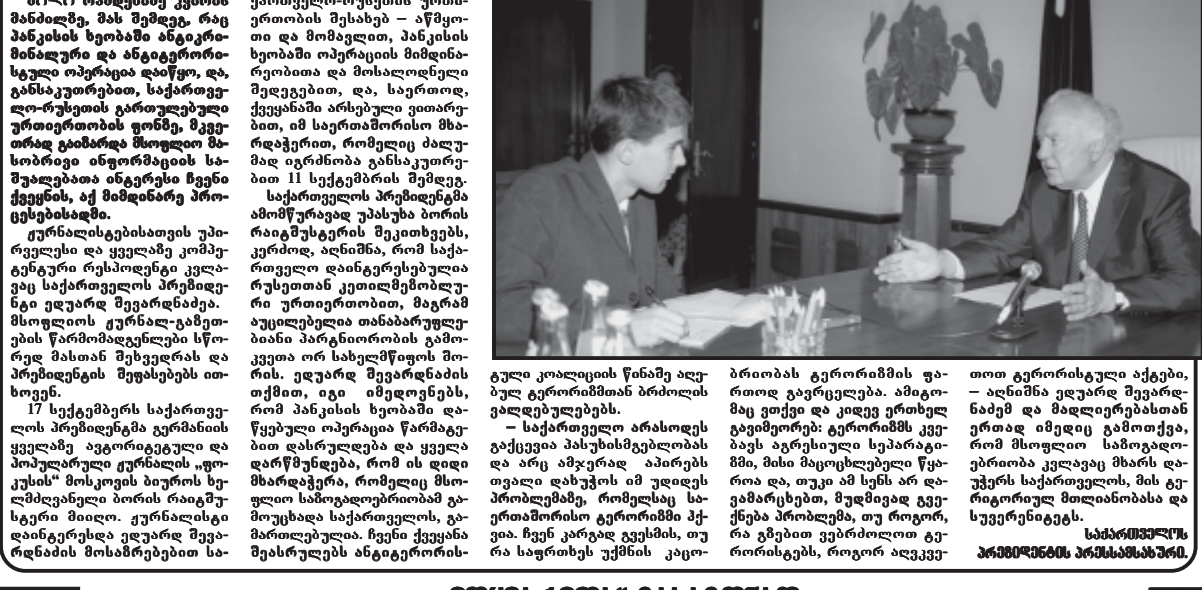 მანძილზე, მას შემდეგ, რაც
პანკისის ხეობაში ანტიკრი-
მინალური და ანტიტერორი-
სტული ოპერაცია დაიწყო, და,
განსაკუთრებით, საქართვე-
ლო-რუსეთის გართულებული
ურთიერთობის ფონზე, მკვე-
თრად გაიზარდა მსოფლიო მა-
სობრივი ინფორმაციის სა-
შუალებათა ინტერესი ჩვენი
ქვეყნის, აქ მიმდინარე პრო-
ცესებისადმი.
ჟურნალისტებისათვის უპი-
რველესი და ყველაზე კომპე-
ტენტური რესპოდენტი კვლა-
ვაც საქართველოს პრეზიდე-
ნტი ედუარდ შევარდნაძეა.
მსოფლიოს ჟურნალ-გაზეთ-
ების წარმომადგენლები სწო-
რედ მასთან შეხვედრას და
პრეზიდენტის შეფასებებს ით-
ხოვენ.
17 სექტემბერს საქართვე-
ლოს პრეზიდენტმა გერმანიის
ყველაზე ავტორიტეტული და
პოპულარული ჟურნალის „ფო-
კუსის“ მოსკოვის ბიუროს ხე-
ლმძღვანელი ბორის რაიტშუ-
სტერი მიიღო. ჟურნალისტი
დაინტერესდა ედუარდ შევა-
რდნაძის მოსაზრებებით სა-
ქართველო-რუსეთის ურთი-
ერთობის შესახებ – აწმყო-
თი და მომავლით, პანკისის
ხეობაში ოპერაციის მიმდინა-
რეობითა და მოსალოდნელი
შედეგებით, და, საერთოდ,
ქვეყანაში არსებული ვითარე-
ბით, იმ საერთაშორისო მხა-
რდაჭერით, რომელიც ძალუ-
მად იგრძნობა განსაკუთრე-
ბით 11 სექტემბრის შემდეგ.
საქართველოს პრეზიდენტმა
ამომწურავად უპასუხა ბორის
რაიტშუსტერის შეკითხვებს,
კერძოდ, აღნიშნა, რომ საქა-
რთველო დაინტერესებულია
რუსეთთან კეთილმეზობლუ-
რი ურთიერთობით, მაგრამ
აუცილებელია თანაბარუფლე-
ბიანი პარტნიორობის გამო-
კვეთა ორ სახელმწიფოს შო-
რის. ედუარდ შევარდნაძის
თქმით, იგი იმედოვნებს,
რომ პანკისის ხეობაში და-
წყებული ოპერაცია წარმატე-
ბით დასრულდება და ყველა
დარწმუნდება, რომ ის დიდი
მხარდაჭერა, რომელიც მსო-
ფლიო საზოგადოებრიობამ გა-
მოუცხადა საქართველოს, გა-
მართლებულია. ჩვენი ქვეყანა
შეასრულებს ანტიტერორის-
ტული კოალიციის წინაშე აღე-
ბულ ტერორიზმთან ბრძოლის
ვალდებულებებს.
– საქართველო არასოდეს
გაქცევია პასუხისმგებლობას
და არც ამჯერად აპირებს
თვალი დახუჭოს იმ უდიდეს
პრობლემაზე, რომელსაც სა-
ერთაშორისო ტერორიზმი ჰქ-
ვია. ჩვენ კარგად გვესმის, თუ
რა საფრთხეს უქმნის კაცო-
ბრიობას ტერორიზმის ფა-
რთოდ გავრცელება. ამიტო-
მაც ვთქვი და კიდევ ერთხელ
გავიმეორებ: ტერორიზმს კვე-
ბავს აგრესიული სეპარატი-
ზმი, მისი მაცოცხლებელი წყა-
როა და, თუკი ამ სენს არ და-
ვამარცხებთ, მუდმივად გვე-
ქნება პრობლემა, თუ როგორ,
რა გზებით ვებრძოლოთ ტე-
რორისტებს, როგორ აღვკვე-
თოთ ტერორისტული აქტები,
– აღნიშნა ედუარდ შევარდ-
ნაძემ და მადლიერებასთან
ერთად იმედიც გამოთქვა,
რომ მსოფლიო საზოგადო-
ებრიობა კვლავაც მხარს და-
უჭერს საქართველოს, მის ტე-
რიტორიულ მთლიანობასა და
სუვერენიტეტს.
საქართველოს
პრეზიდენტის პრესსამსახური.